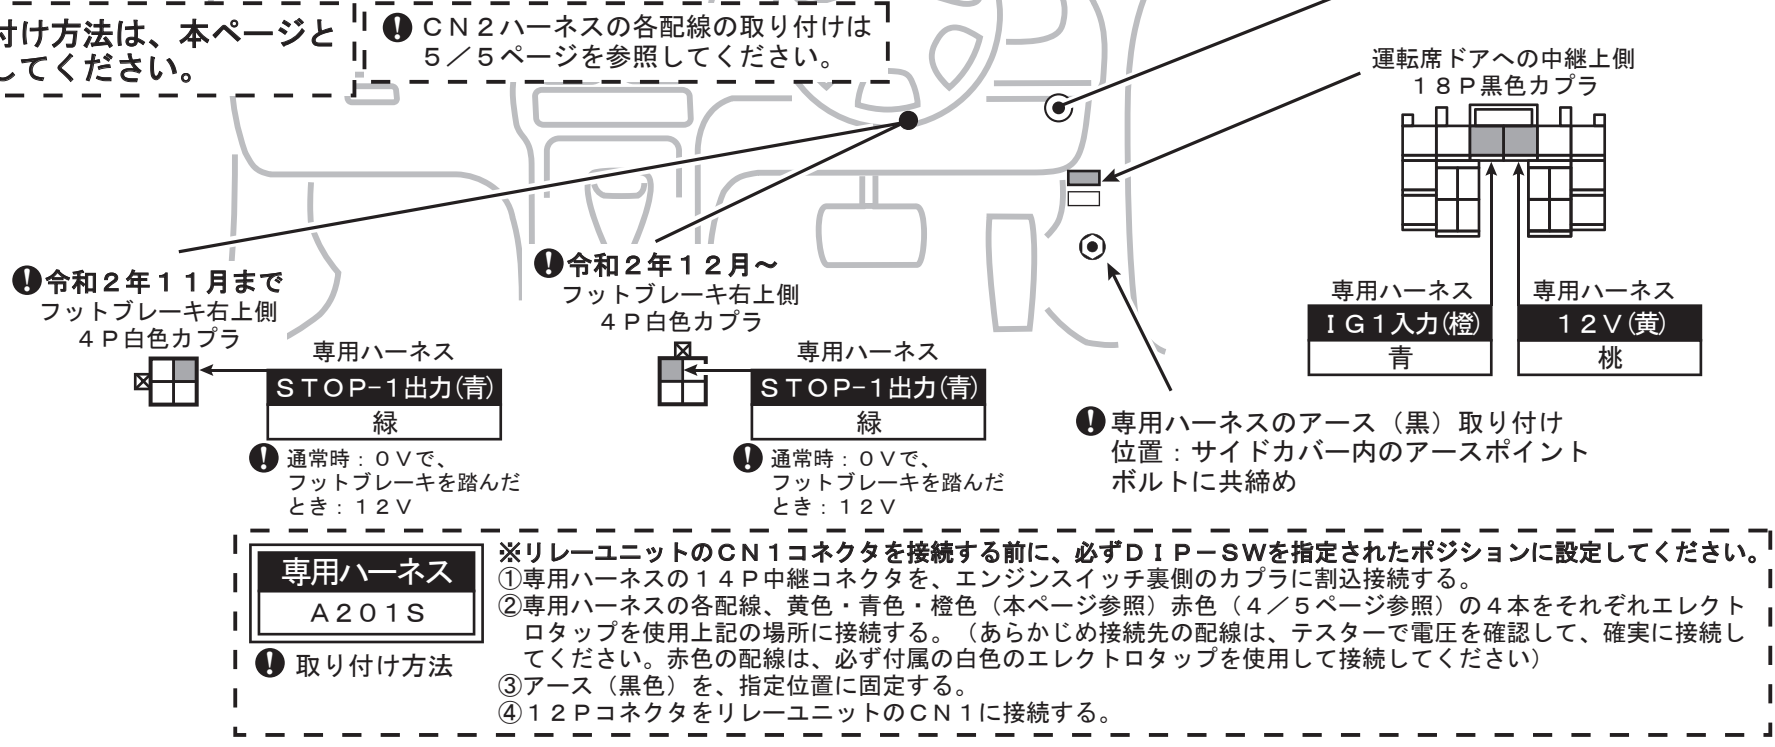 付け方法は、本ページと
してください。
CN2ハーネスの各配線の取り付けは
5/5ページを参照してください。
運転席ドアへの中継上側
18P黒色カプラ
専用ハーネス
IG1入力(橙)
青
専用ハーネス
12V(黄)
桃
令和2年11月まで
フットブレーキ右上側
4P白色カプラ
専用ハーネス
STOP-1出力(青)
緑
通常時:0Vで、
フットブレーキを踏んだ
とき:12V
令和2年12月~
フットブレーキ右上側
4P白色カプラ
専用ハーネス
STOP-1出力(青)
緑
通常時:0Vで、
フットブレーキを踏んだ
とき:12V
専用ハーネスのアース(黒)取り付け
位置:サイドカバー内のアースポイント
ボルトに共締め
専用ハーネス
A201S
取り付け方法
※リレーユニットのCN1コネクタを接続する前に、必ずDIP-SWを指定されたポジションに設定してください。
①専用ハーネスの14P中継コネクタを、エンジンスイッチ裏側のカプラに割込接続する。
②専用ハーネスの各配線、黄色・青色・橙色(本ページ参照)赤色(4/5ページ参照)の4本をそれぞれエレクト
ロタップを使用上記の場所に接続する。(あらかじめ接続先の配線は、テスターで電圧を確認して、確実に接続し
てください。赤色の配線は、必ず付属の白色のエレクトロタップを使用して接続してください)
③アース(黒色)を、指定位置に固定する。
④12PコネクタをリレーユニットのCN1に接続する。